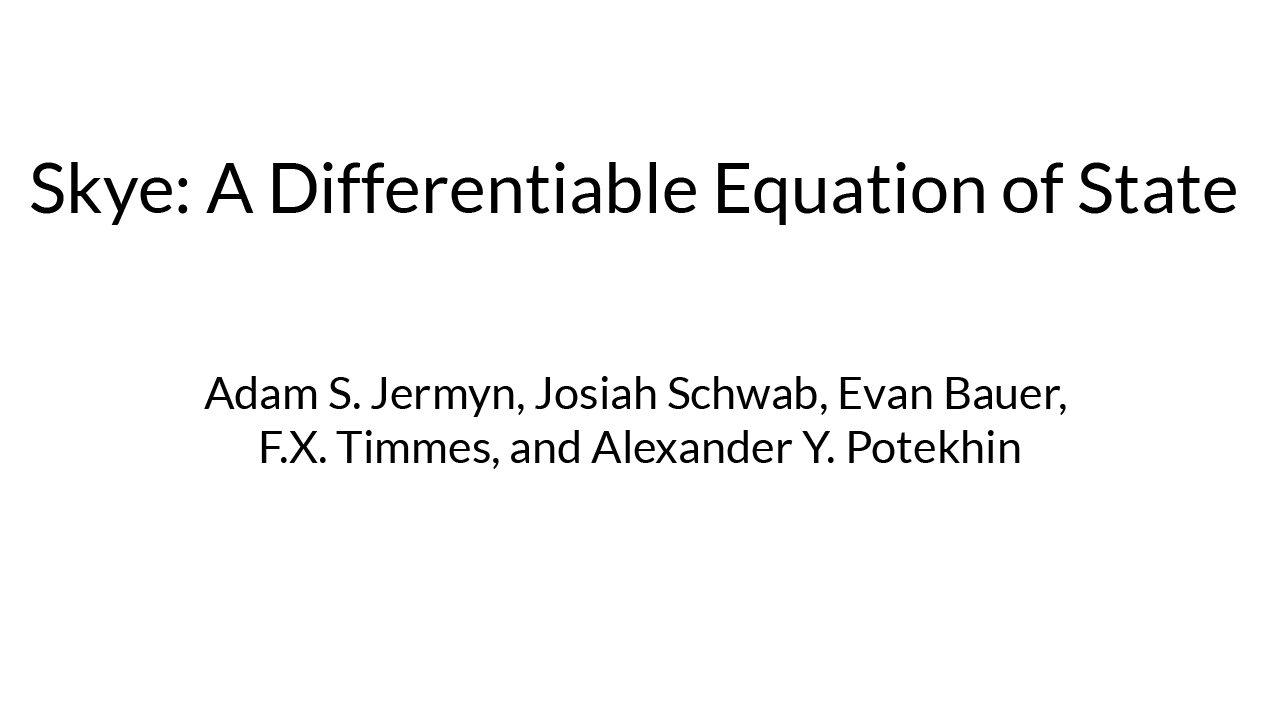 Skye: A Differentiable Equation of State
Adam S. Jermyn, Josiah Schwab, Evan Bauer,
F.X. Timmes, and Alexander Y. Potekhin